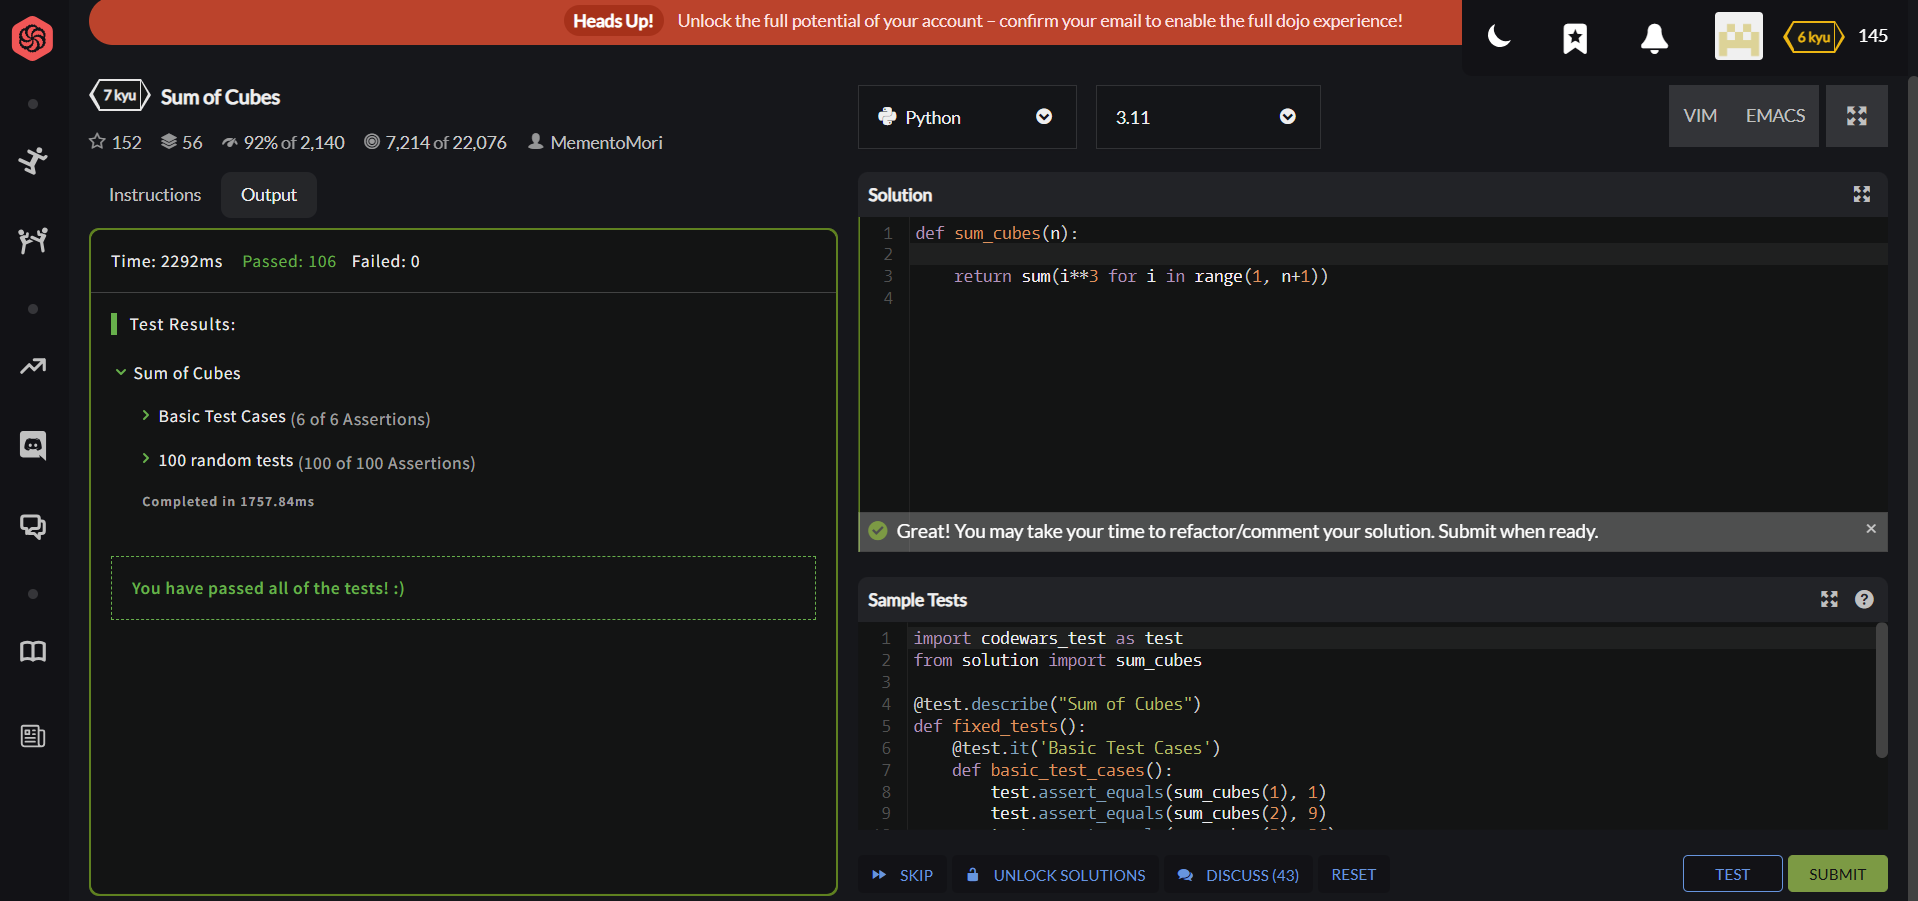 Heads Up! Unlock the full potential of your account – confirm your email to enable the full dojo experience!
6 kyu 145
7 kyu Sum of Cubes
152 56 92% of 2,140 7,214 of 22,076 MementoMori
Instructions Output
Time: 2292ms Passed: 106 Failed: 0
Test Results:
Sum of Cubes
Basic Test Cases (6 of 6 Assertions)
100 random tests (100 of 100 Assertions)
Completed in 1757.84ms
You have passed all of the tests! :)
Python 3.11 VIM EMACS
Solution
1 def sum_cubes(n):
2
3     return sum(i**3 for i in range(1, n+1))
4
Great! You may take your time to refactor/comment your solution. Submit when ready. ×
Sample Tests ?
1 import codewars_test as test
2 from solution import sum_cubes
3
4 @test.describe("Sum of Cubes")
5 def fixed_tests():
6     @test.it('Basic Test Cases')
7     def basic_test_cases():
8         test.assert_equals(sum_cubes(1), 1)
9         test.assert_equals(sum_cubes(2), 9)
SKIP UNLOCK SOLUTIONS DISCUSS (43) RESET TEST SUBMIT